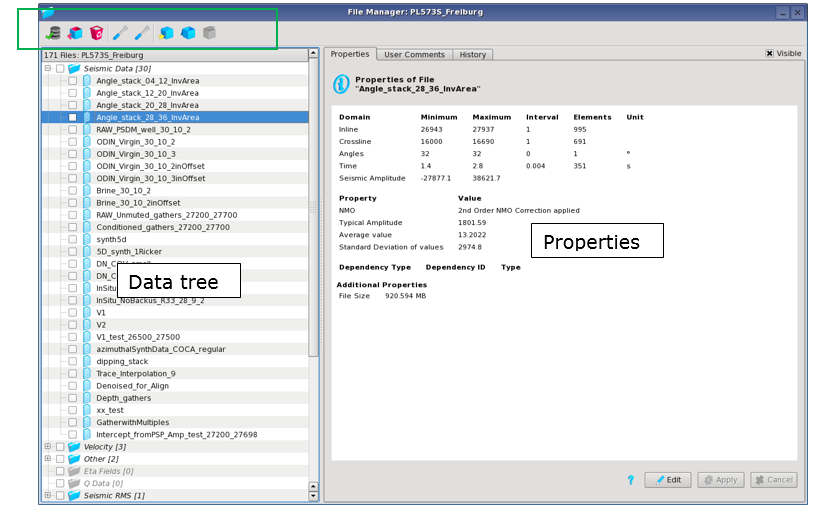 File Manager: PL573S_Freiburg
171 Files: PL573S_Freiburg
Seismic Data [30]
Angle_stack_04_12_InvArea
Angle_stack_12_20_InvArea
Angle_stack_20_28_InvArea
Angle_stack_28_36_InvArea
RAW_PSDM_well_30_10_2
ODIN_Virgin_30_10_2
ODIN_Virgin_30_10_3
ODIN_Virgin_30_10_2inOffset
ODIN_Virgin_30_10_3inOffset
Brine_30_10_2
Brine_30_10_2inOffset
RAW_Unmuted_gathers_27200_27700
Conditioned_gathers_27200_27700
synth5d
5D_synth_1Ricker
DN_C
DN_C
InSitu
InSitu_NoBackus_R33_28_9_2
V1
V2
V1_test_26500_27500
azimuthalSynthData_COCA_regular
dipping_stack
Trace_Interpolation_9
Denoised_for_Align
Depth_gathers
xx_test
GatherwithMultiples
Intercept_fromPSP_Amp_test_27200_27698
Velocity [3]
Other [2]
Eta Fields [0]
Q Data [0]
Seismic RMS [1]
Data tree
Properties User Comments History Visible
Properties of File
"Angle_stack_28_36_InvArea"
Domain Minimum Maximum Interval Elements Unit
Inline 26943 27937 1 995
Crossline 16000 16690 1 691
Angles 32 32 0 1 °
Time 1.4 2.8 0.004 351 s
Seismic Amplitude -27877.1 38621.7
Property Value
NMO 2nd Order NMO Correction applied
Typical Amplitude 1801.59
Average value 13.2022
Standard Deviation of values 2974.8
Properties
Dependency Type Dependency ID Type
Additional Properties
File Size 920.594 MB
? Edit Apply Cancel